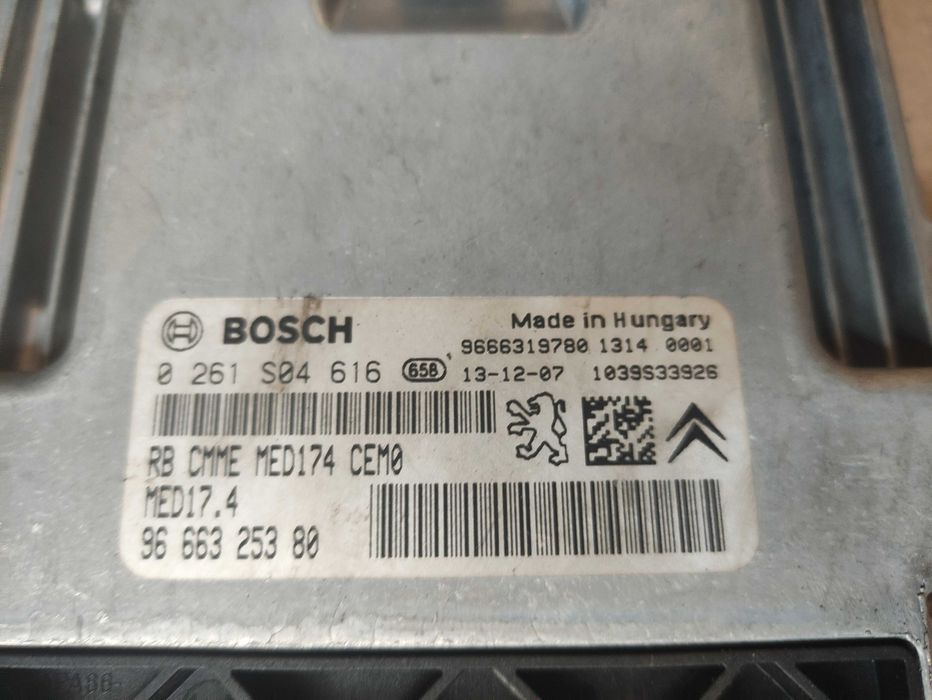 BOSCH
Made in Hungary
9666319780 1314 0001
0 261 S04 616 658 13-12-07 1039S33926
RB CMME MED174 CEM0
MED17.4
96 663 253 80